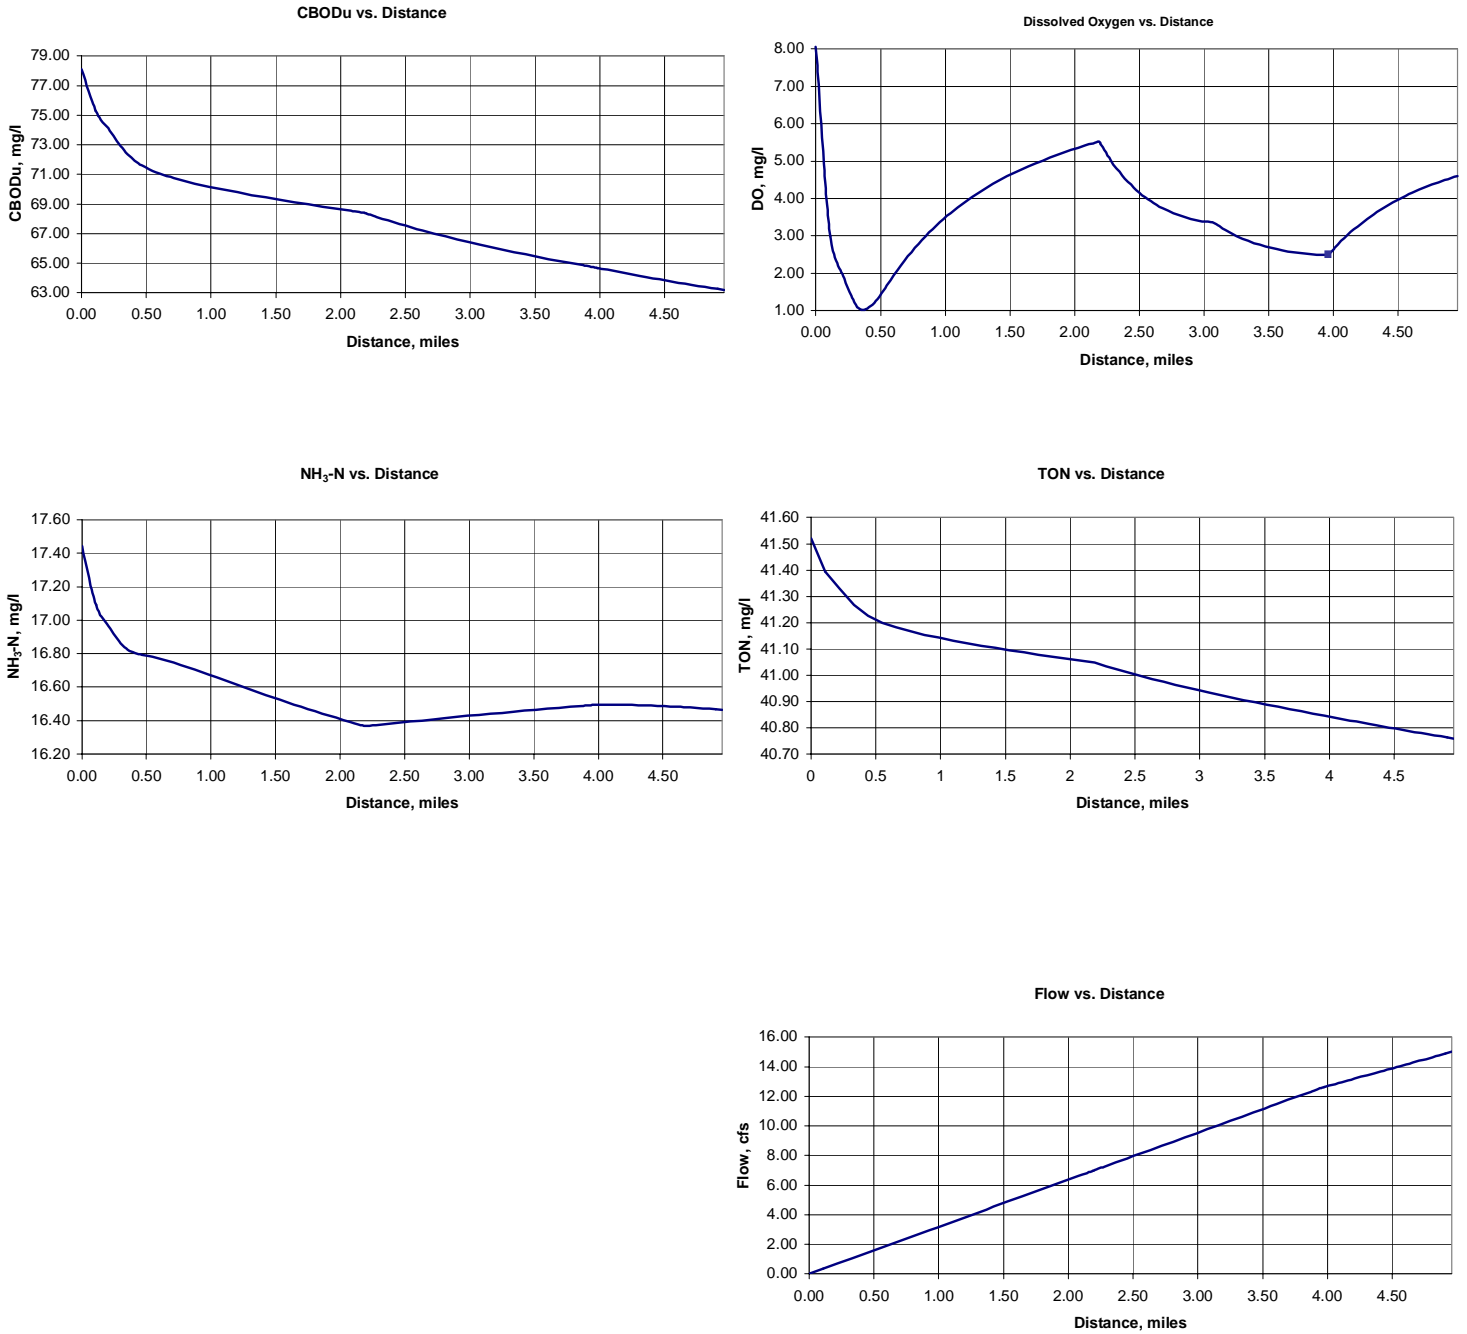 CBODu vs. Distance
79.00
77.00
75.00
73.00
71.00
69.00
67.00
65.00
63.00
CBODu, mg/l
0.00 0.50 1.00 1.50 2.00 2.50 3.00 3.50 4.00 4.50
Distance, miles
Dissolved Oxygen vs. Distance
8.00
7.00
6.00
5.00
4.00
3.00
2.00
1.00
DO, mg/l
0.00 0.50 1.00 1.50 2.00 2.50 3.00 3.50 4.00 4.50
Distance, miles
NH₃-N vs. Distance
17.60
17.40
17.20
17.00
16.80
16.60
16.40
16.20
NH₃-N, mg/l
0.00 0.50 1.00 1.50 2.00 2.50 3.00 3.50 4.00 4.50
Distance, miles
TON vs. Distance
41.60
41.50
41.40
41.30
41.20
41.10
41.00
40.90
40.80
40.70
TON, mg/l
0 0.5 1 1.5 2 2.5 3 3.5 4 4.5
Distance, miles
Flow vs. Distance
16.00
14.00
12.00
10.00
8.00
6.00
4.00
2.00
0.00
Flow, cfs
0.00 0.50 1.00 1.50 2.00 2.50 3.00 3.50 4.00 4.50
Distance, miles